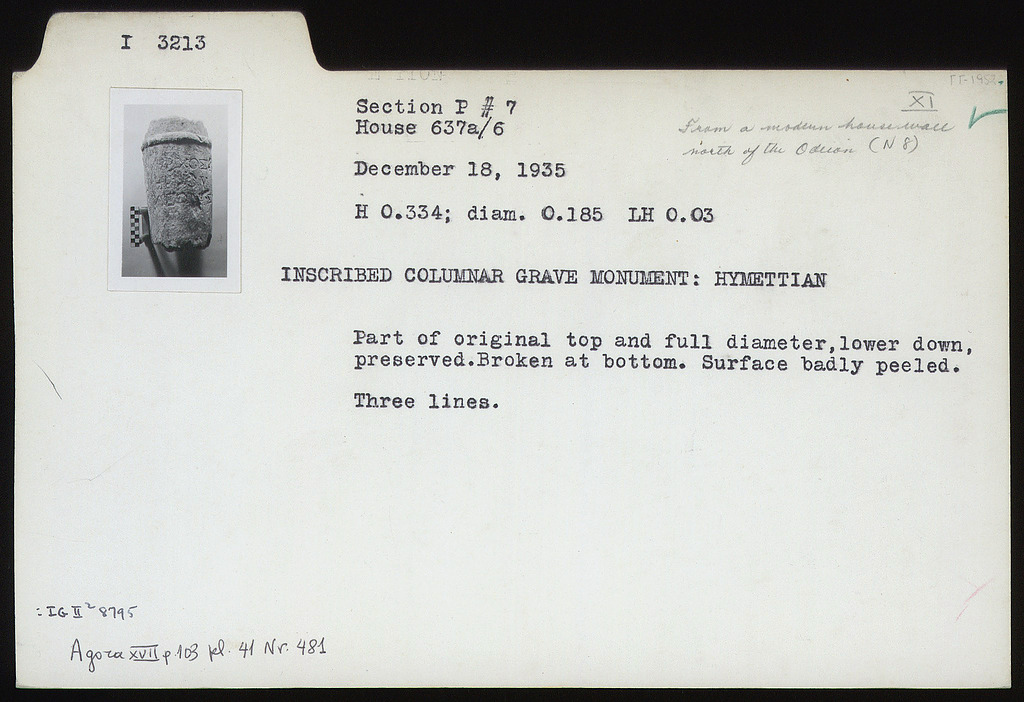 I 3213
ΧΟΣ
Section P # 7
House 637a/6
XI
From a modern house wall
north of the Odeion (N 8)
December 18, 1935
H 0.334; diam. 0.185 LH 0.03
INSCRIBED COLUMNAR GRAVE MONUMENT: HYMETTIAN
Part of original top and full diameter,lower down,
preserved.Broken at bottom. Surface badly peeled.
Three lines.
:IG II² 8795
Agora XVII p.103 pl. 41 Nr. 481